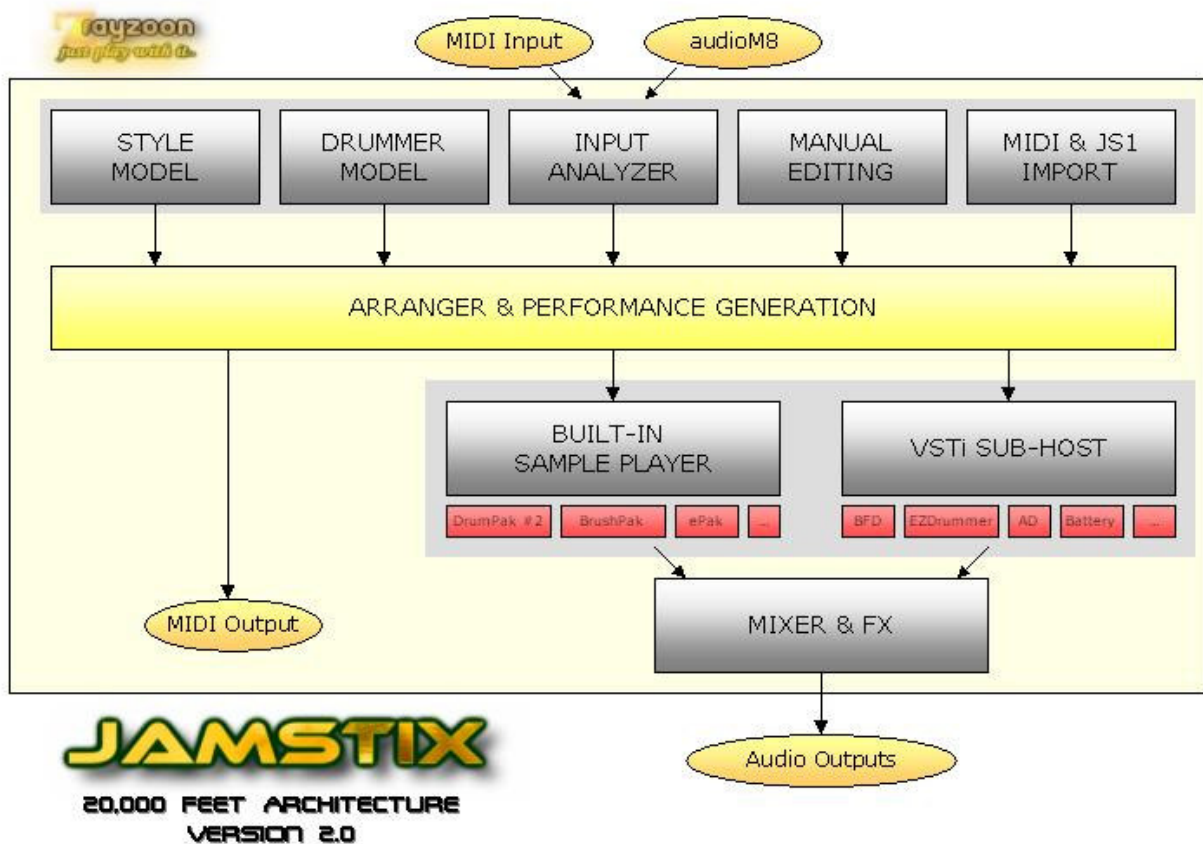 rayzoon
just play with it..
MIDI Input
audioM8
STYLE
MODEL
DRUMMER
MODEL
INPUT
ANALYZER
MANUAL
EDITING
MIDI & JS1
IMPORT
ARRANGER & PERFORMANCE GENERATION
BUILT-IN
SAMPLE PLAYER
VSTi SUB-HOST
DrumPak #2
BrushPak
ePak
...
BFD
EZDrummer
AD
Battery
...
MIDI Output
MIXER & FX
Audio Outputs
JAMSTIX
20,000 FEET ARCHITECTURE
VERSION 2.0